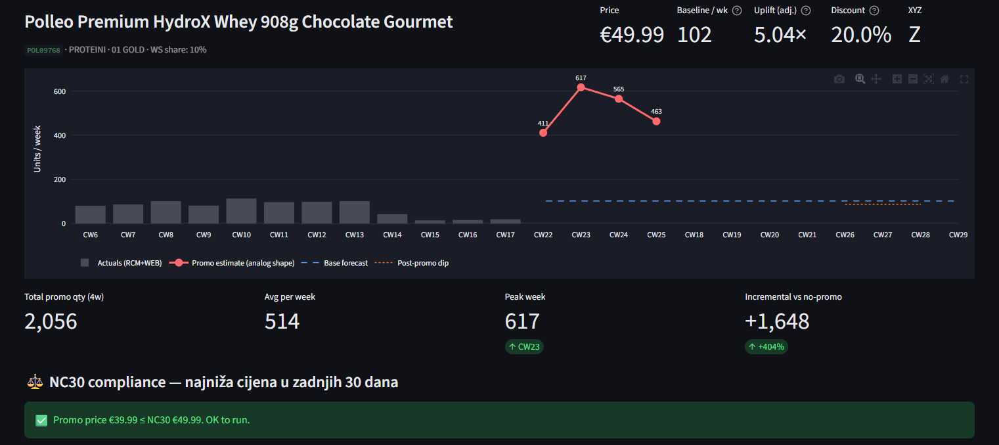 Polleo Premium HydroX Whey 908g Chocolate Gourmet
POL09768 · PROTEINI · 01 GOLD · WS share: 10%
Price
€49.99
Baseline / wk
102
Uplift (adj.)
5.04×
Discount
20.0%
XYZ
Z
Units / week
600
400
200
0
411
617
565
463
CW6 CW7 CW8 CW9 CW10 CW11 CW12 CW13 CW14 CW15 CW16 CW17 CW22 CW23 CW24 CW25 CW18 CW19 CW20 CW21 CW26 CW27 CW28 CW29
Actuals (RCM+WEB) Promo estimate (analog shape) Base forecast Post-promo dip
Total promo qty (4w)
2,056
Avg per week
514
Peak week
617
↑ CW23
Incremental vs no-promo
+1,648
↑ +404%
NC30 compliance — najniža cijena u zadnjih 30 dana
Promo price €39.99 ≤ NC30 €49.99. OK to run.